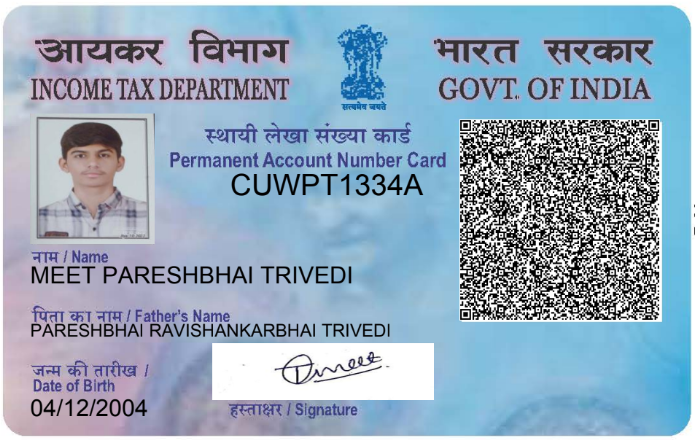 आयकर विभाग
INCOME TAX DEPARTMENT
सत्यमेव जयते
भारत सरकार
GOVT. OF INDIA
स्थायी लेखा संख्या कार्ड
Permanent Account Number Card
CUWPT1334A
नाम / Name
MEET PARESHBHAI TRIVEDI
पिता का नाम / Father's Name
PARESHBHAI RAVISHANKARBHAI TRIVEDI
जन्म की तारीख /
Date of Birth
04/12/2004
हस्ताक्षर / Signature